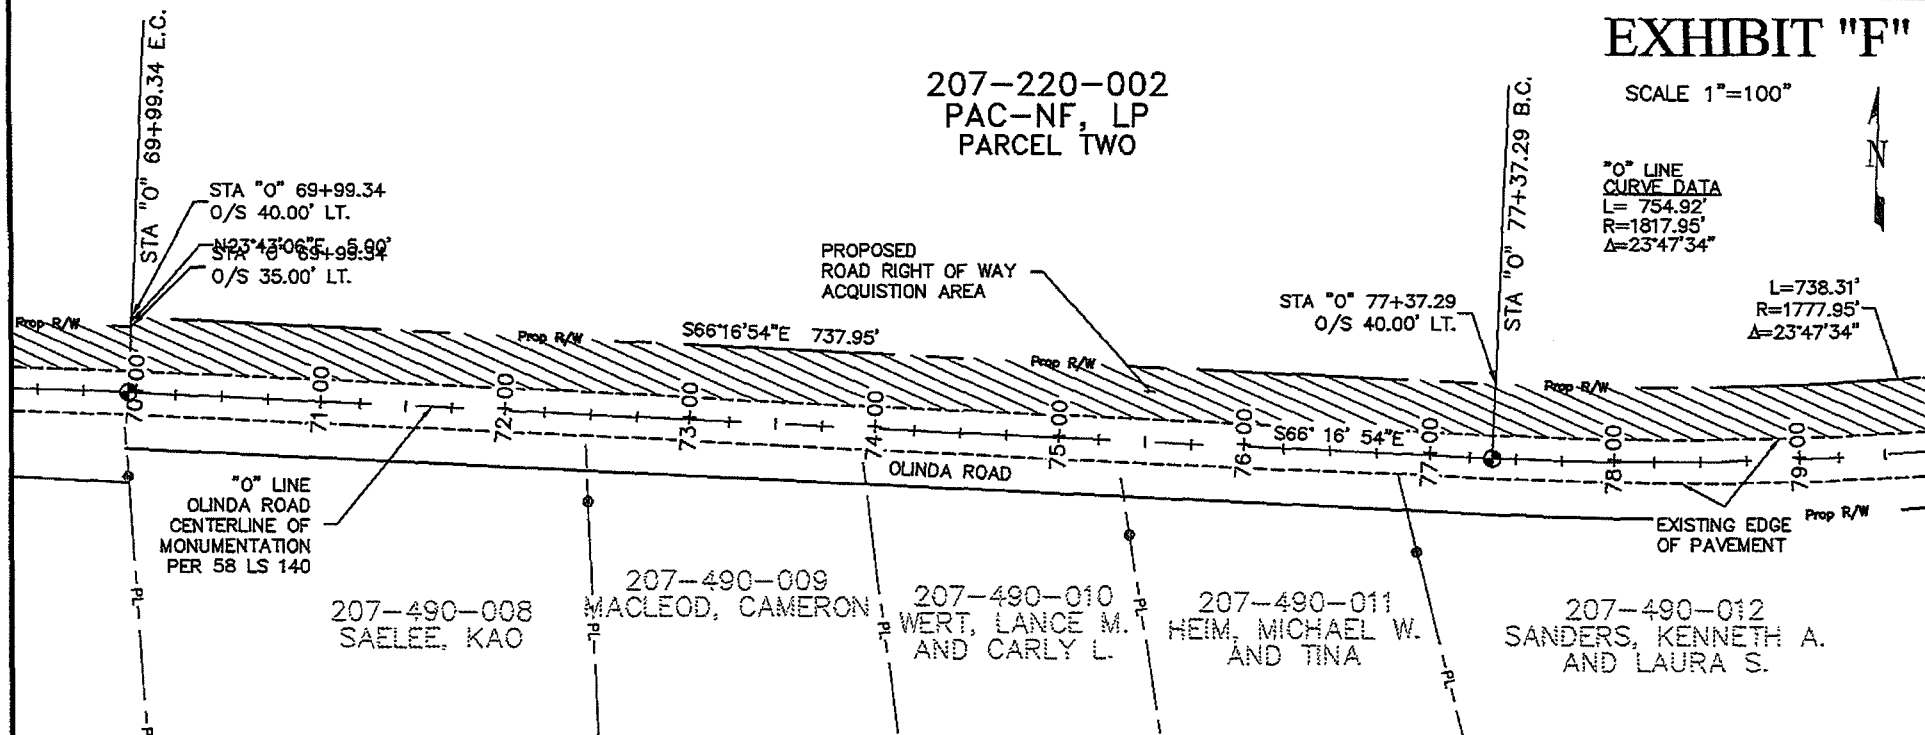 EXHIBIT "F"
SCALE 1"=100"
N
207-220-002
PAC-NF, LP
PARCEL TWO
STA "O" 69+99.34 E.C.
STA "O" 69+99.34
O/S 40.00' LT.
N23°43'06"E 5.00'
STA "O" 69+99.34
O/S 35.00' LT.
"O" LINE
CURVE DATA
L= 754.92'
R=1817.95'
Δ=23°47'34"
PROPOSED
ROAD RIGHT OF WAY
ACQUISTION AREA
STA "O" 77+37.29
O/S 40.00' LT.
STA "O" 77+37.29 B.C.
L=738.31'
R=1777.95'
Δ=23°47'34"
Prop R/W
Prop R/W
S66°16'54"E 737.95'
Prop R/W
Prop R/W
70+00
71+00
72+00
73+00
74+00
75+00
76+00
S66° 16' 54"E
77+00
78+00
79+00
OLINDA ROAD
"O" LINE
OLINDA ROAD
CENTERLINE OF
MONUMENTATION
PER 58 LS 140
EXISTING EDGE
OF PAVEMENT
Prop R/W
207-490-008
SAELEE, KAO
207-490-009
MACLEOD, CAMERON
207-490-010
WERT, LANCE M.
AND CARLY L.
207-490-011
HEIM, MICHAEL W.
AND TINA
207-490-012
SANDERS, KENNETH A.
AND LAURA S.
PL
PL
PL
PL
PL